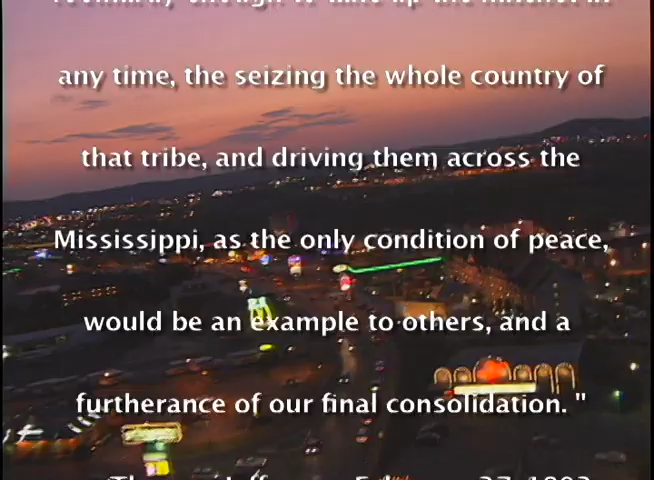 any time, the seizing the whole country of
that tribe, and driving them across the
Mississippi, as the only condition of peace,
would be an example to others, and a
furtherance of our final consolidation. "